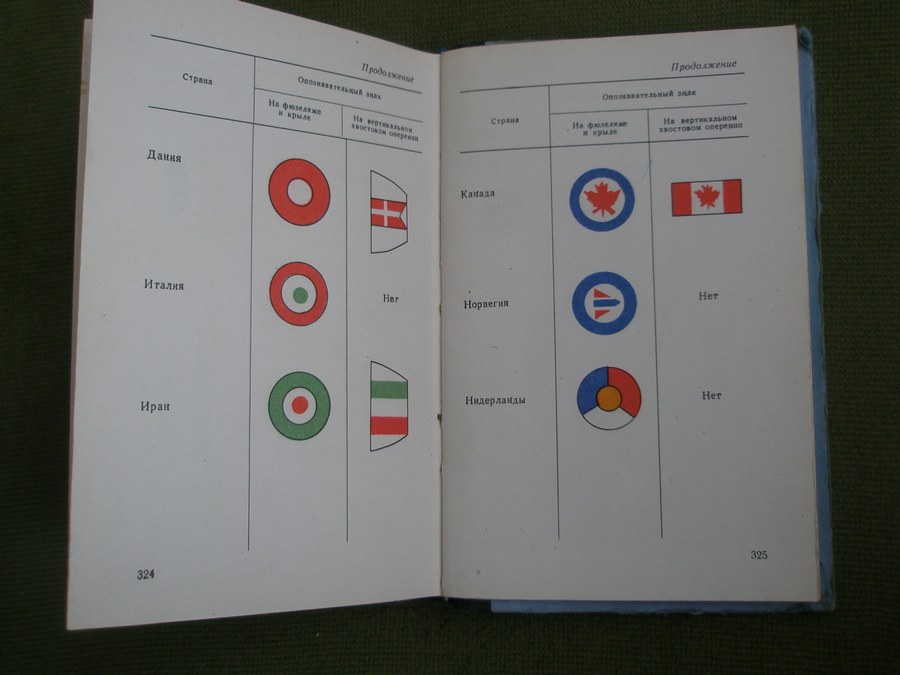 Продолжение
Страна
Опознавательный знак
На фюзеляже
и крыле
На вертикальном
хвостовом оперении
Дания
Италия
Нет
Иран
324
Продолжение
Страна
Опознавательный знак
На фюзеляже
и крыле
На вертикальном
хвостовом оперении
Канада
Норвегия
Нет
Нидерланды
Нет
325